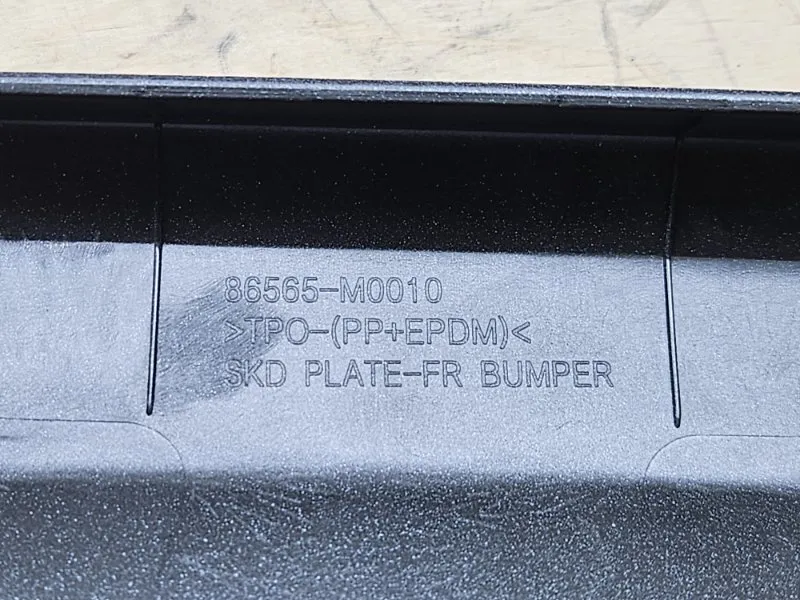 86565-M0010
>TPO-(PP+EPDM)<
SKD PLATE-FR BUMPER